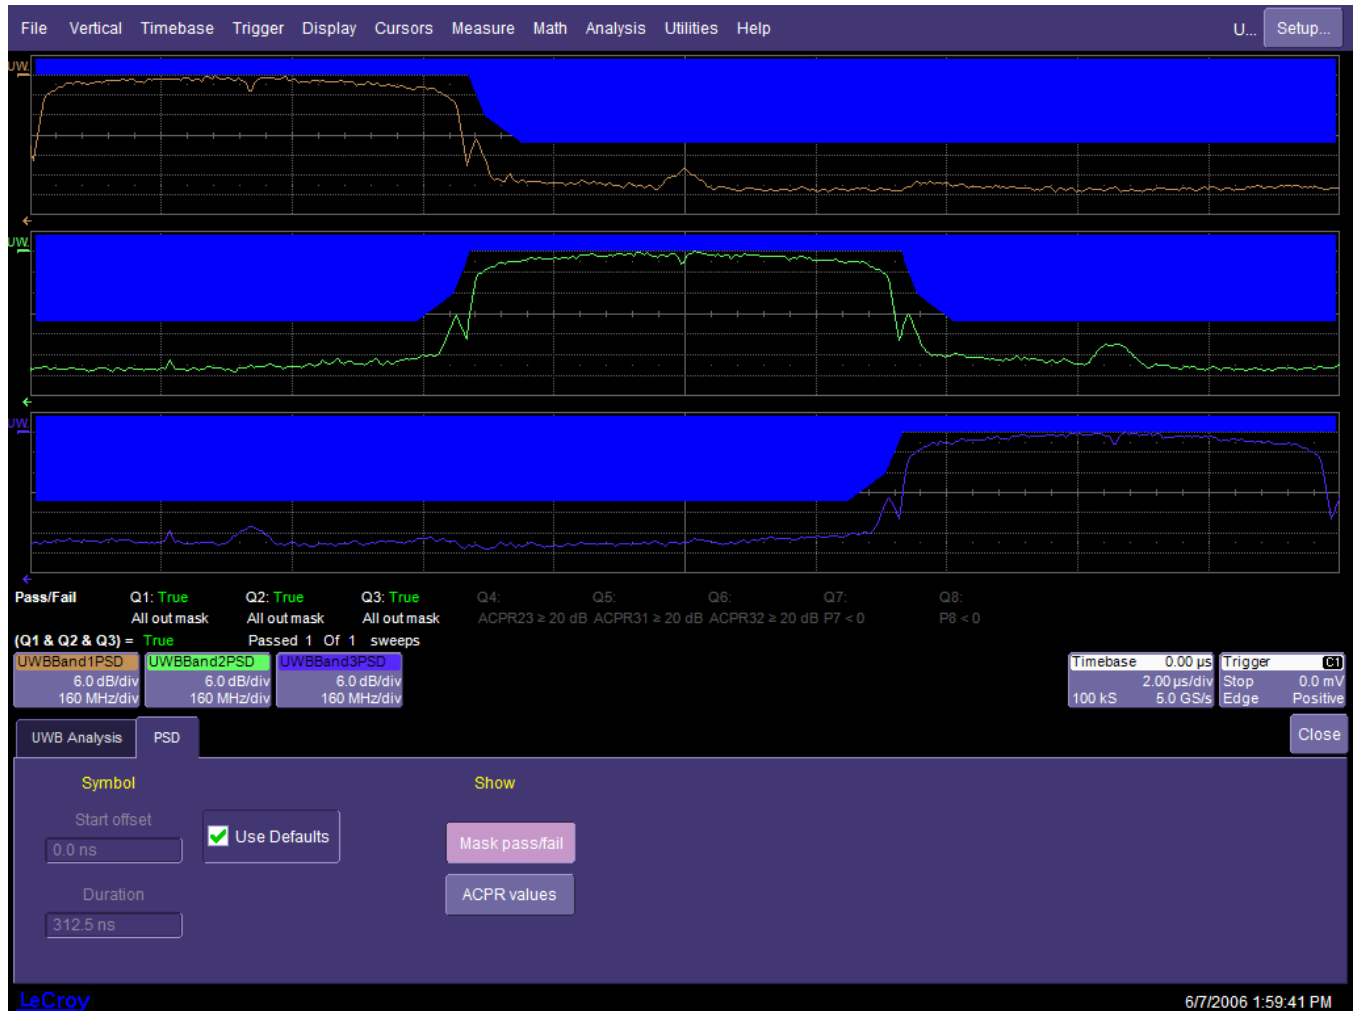 File Vertical Timebase Trigger Display Cursors Measure Math Analysis Utilities Help U... Setup...
UW
UW
UW
Pass/Fail Q1: True Q2: True Q3: True Q4: Q5: Q6: Q7: Q8:
All out mask All out mask All out mask ACPR23 ≥ 20 dB ACPR31 ≥ 20 dB ACPR32 ≥ 20 dB P7 < 0 P8 < 0
(Q1 & Q2 & Q3) = True Passed 1 Of 1 sweeps
UWBBand1PSD UWBBand2PSD UWBBand3PSD Timebase 0.00 µs Trigger C1
6.0 dB/div 6.0 dB/div 6.0 dB/div 2.00 µs/div Stop 0.0 mV
160 MHz/div 160 MHz/div 160 MHz/div 100 kS 5.0 GS/s Edge Positive
UWB Analysis PSD Close
Symbol Show
Start offset
0.0 ns Use Defaults Mask pass/fail
Duration ACPR values
312.5 ns
LeCroy 6/7/2006 1:59:41 PM